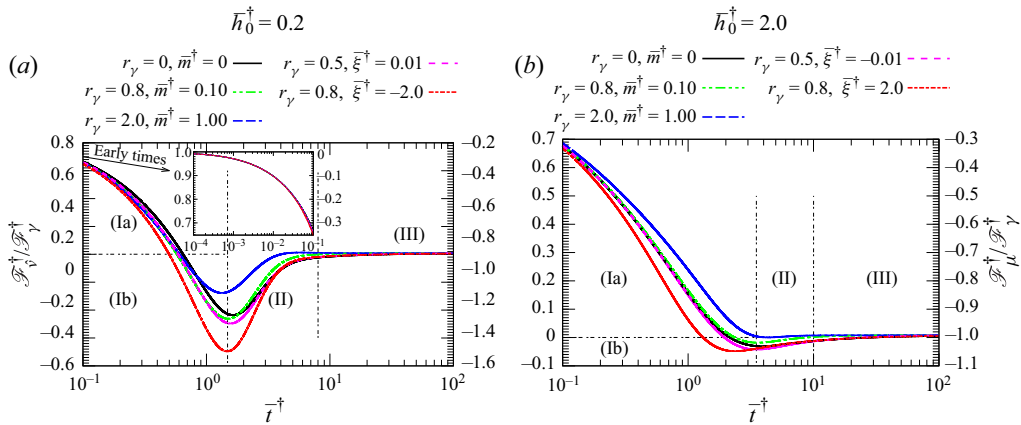 h̅₀† = 0.2
(a)
r_γ = 0, m̅† = 0
r_γ = 0.5, ξ̅† = 0.01
r_γ = 0.8, m̅† = 0.10
r_γ = 0.8, ξ̅† = –2.0
r_γ = 2.0, m̅† = 1.00
0.8
0.6
0.4
0.2
0
–0.2
–0.4
–0.6
0.1
0.4
0.6
–0.2
–0.4
–0.6
–0.8
–1.0
–1.2
–1.4
–1.6
Early times
1.0
0.9
0.8
0.7
0
–0.1
–0.2
–0.3
10⁻⁴
10⁻³
10⁻²
10⁻¹
(Ia)
(Ib)
(II)
(III)
ℱ_v̇†/ℱ_γ†
10⁻¹
10⁰
10¹
10²
t̅†
h̅₀† = 2.0
(b)
r_γ = 0, m̅† = 0
r_γ = 0.5, ξ̅† = –0.01
r_γ = 0.8, m̅† = 0.10
r_γ = 0.8, ξ̅† = 2.0
r_γ = 2.0, m̅† = 1.00
0.7
0.6
0.5
0.4
0.3
0.2
0.1
0
–0.1
–0.3
–0.4
–0.5
–0.6
–0.7
–0.8
–0.9
–1.0
–1.1
(Ia)
(II)
(III)
(Ib)
ℱ_μ†/ℱ_γ†
10⁻¹
10⁰
10¹
10²
t̅†